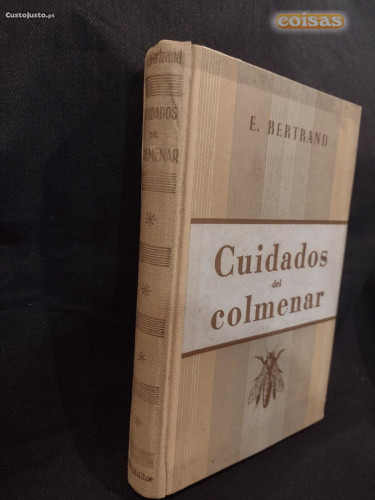 CustoJusto.pt
coisas
E. BERTRAND
Cuidados
del
colmenar
E. Bertrand
CUIDADOS
DEL
COLMENAR